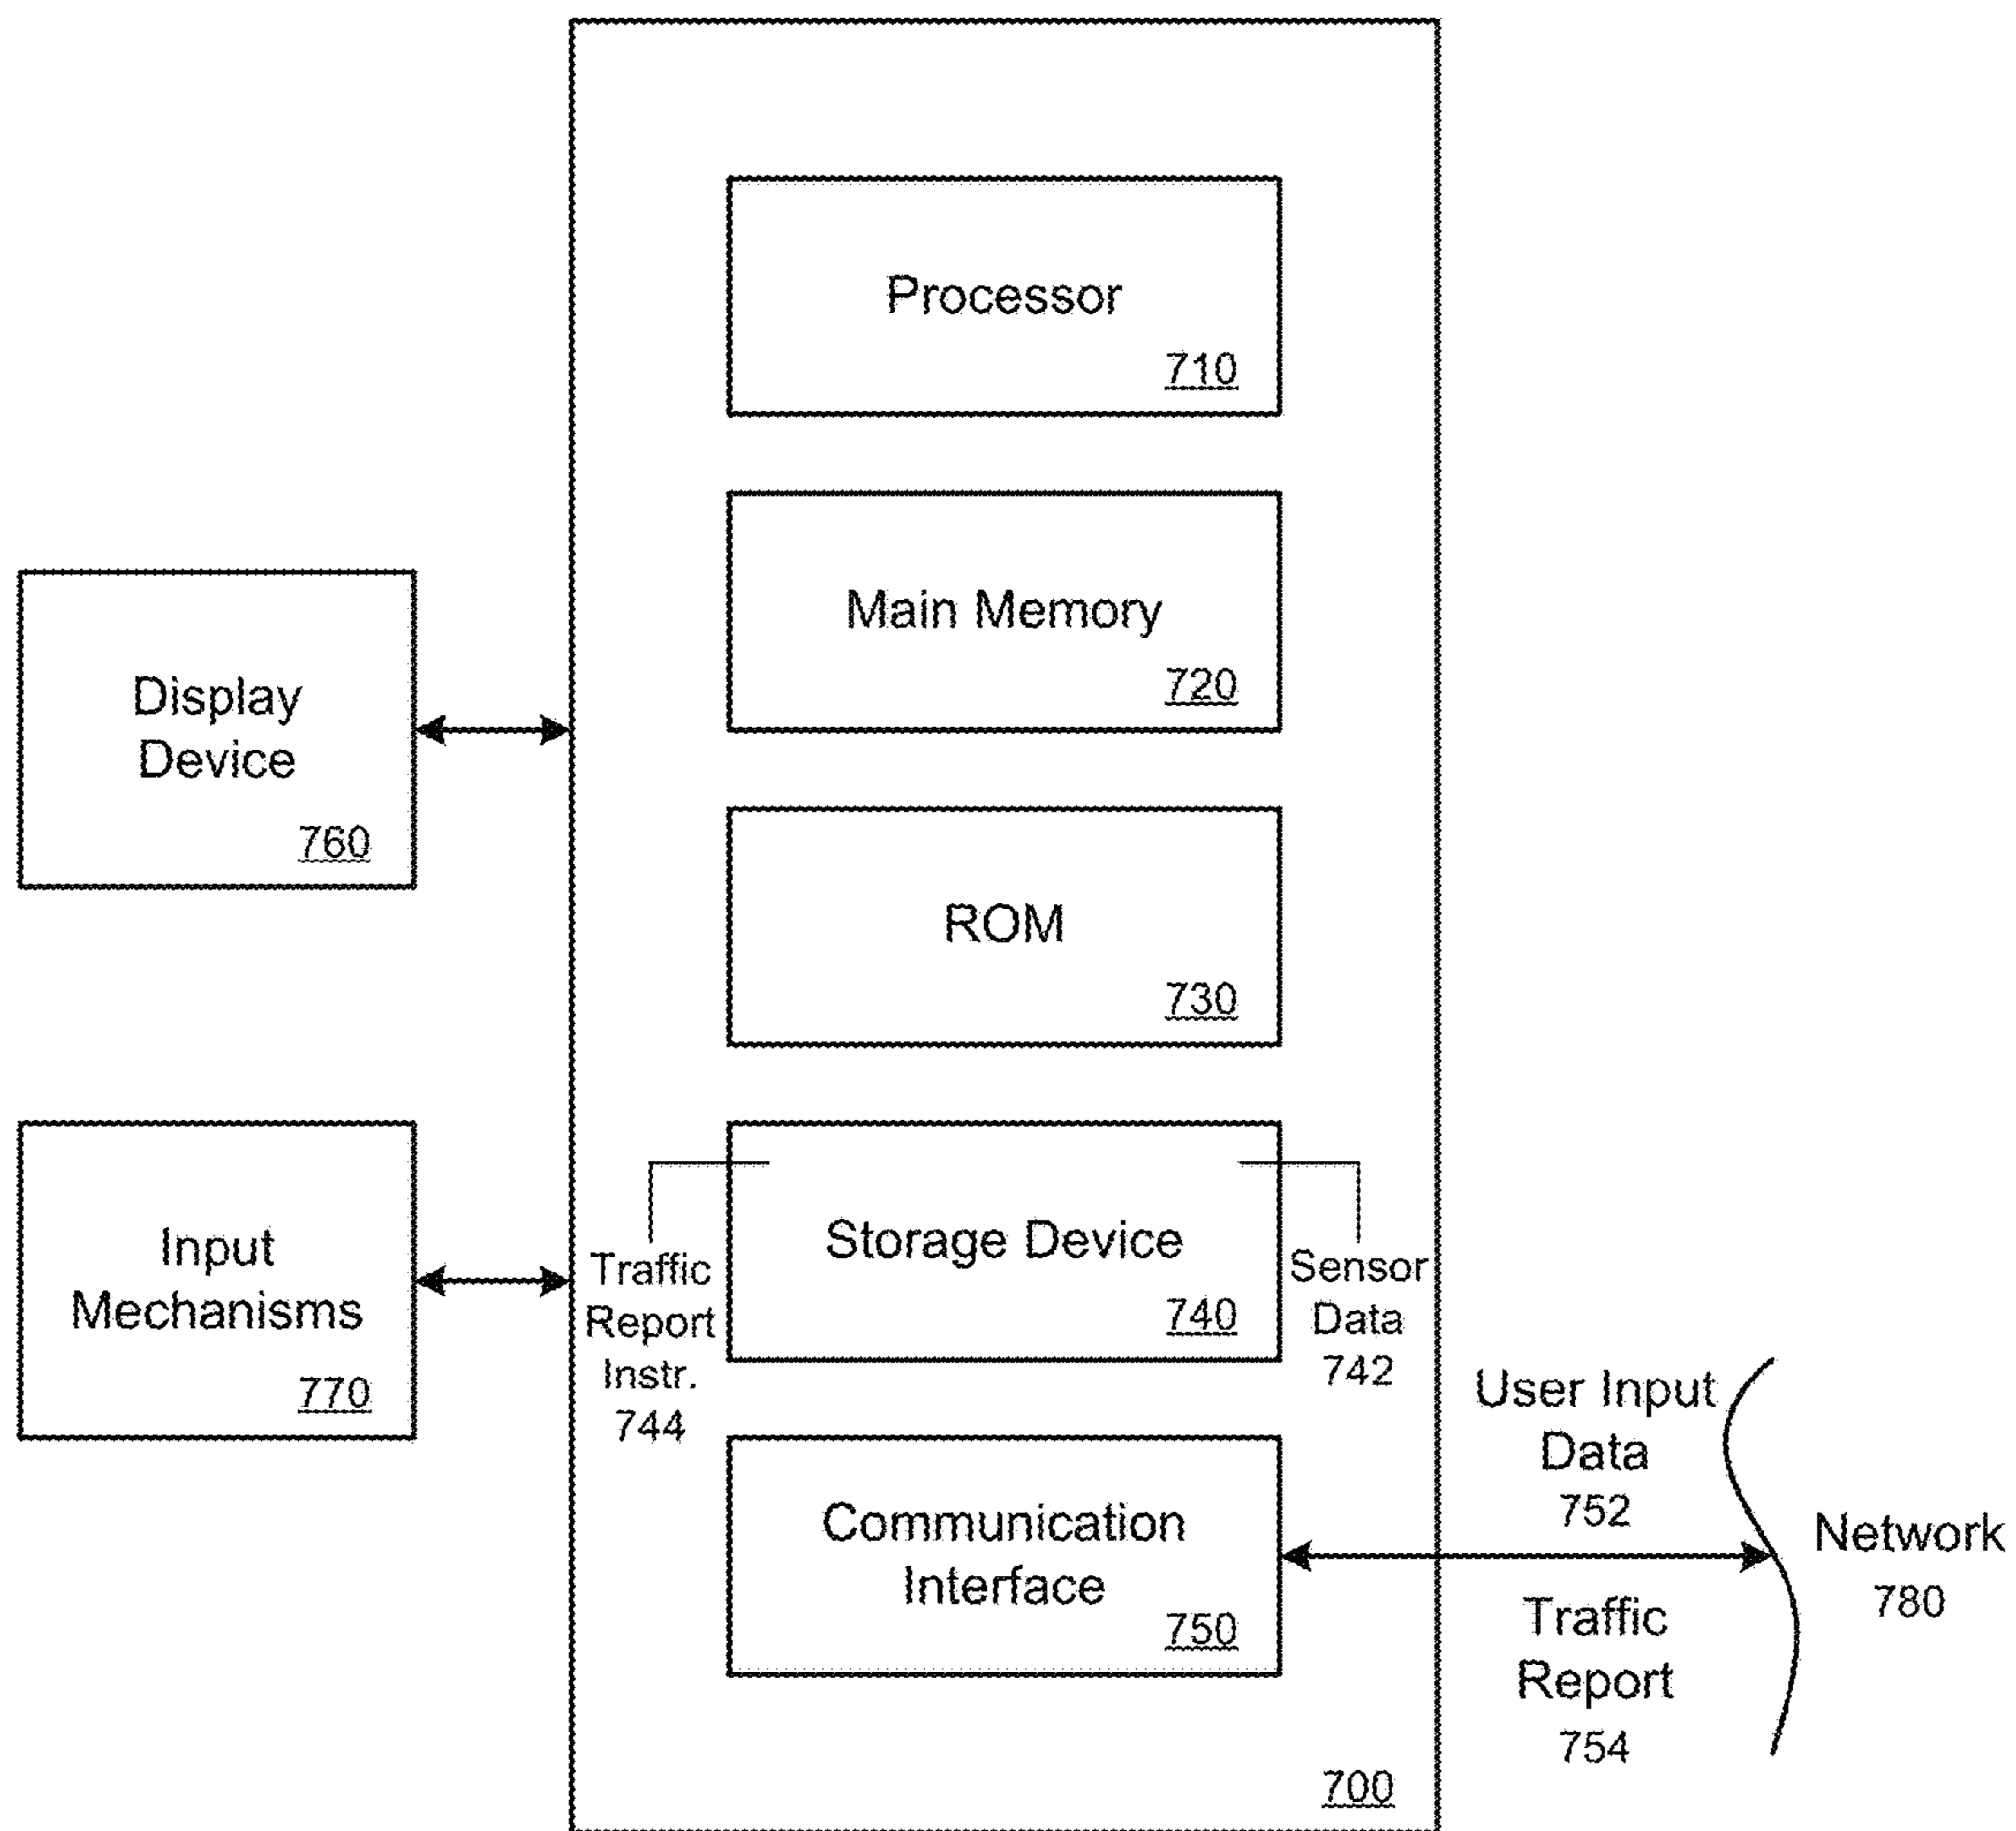 Processor
710
Main Memory
720
Display
Device
760
ROM
730
Input
Mechanisms
770
Traffic
Report
Instr.
744
Storage Device
740
Sensor
Data
742
Communication
Interface
750
User Input
Data
752
Traffic
Report
754
Network
780
700